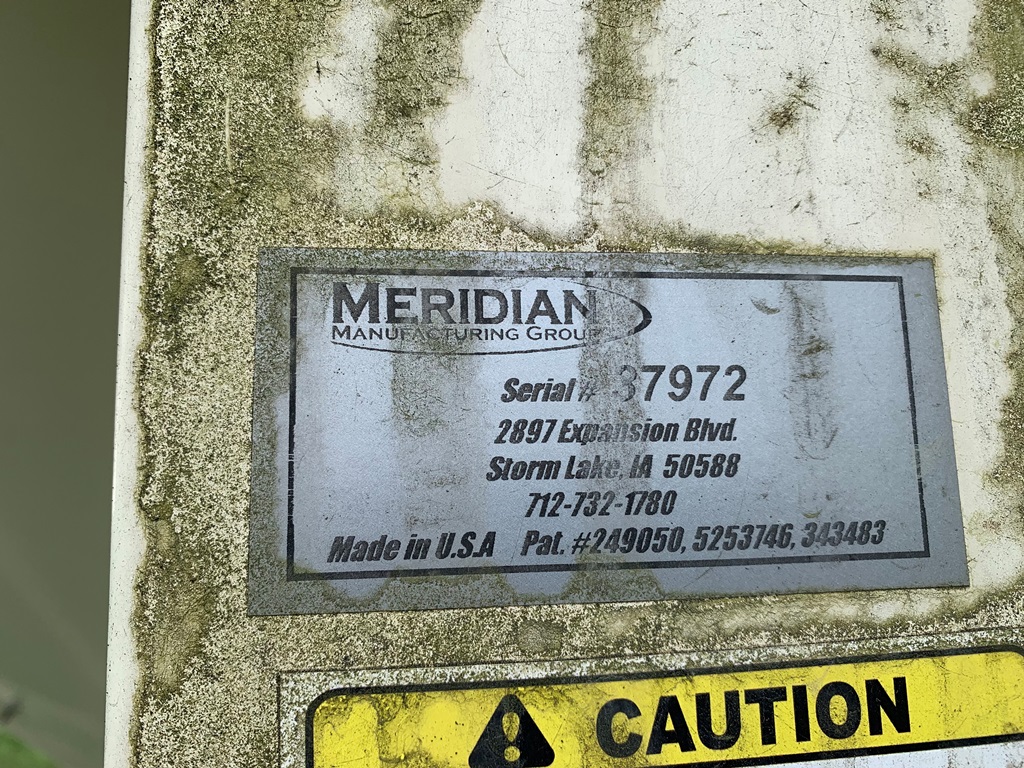 MERIDIAN
MANUFACTURING GROUP
Serial # 37972
2897 Expansion Blvd.
Storm Lake, IA 50588
712-732-1780
Made in U.S.A Pat. #249050, 5253746, 343483
CAUTION